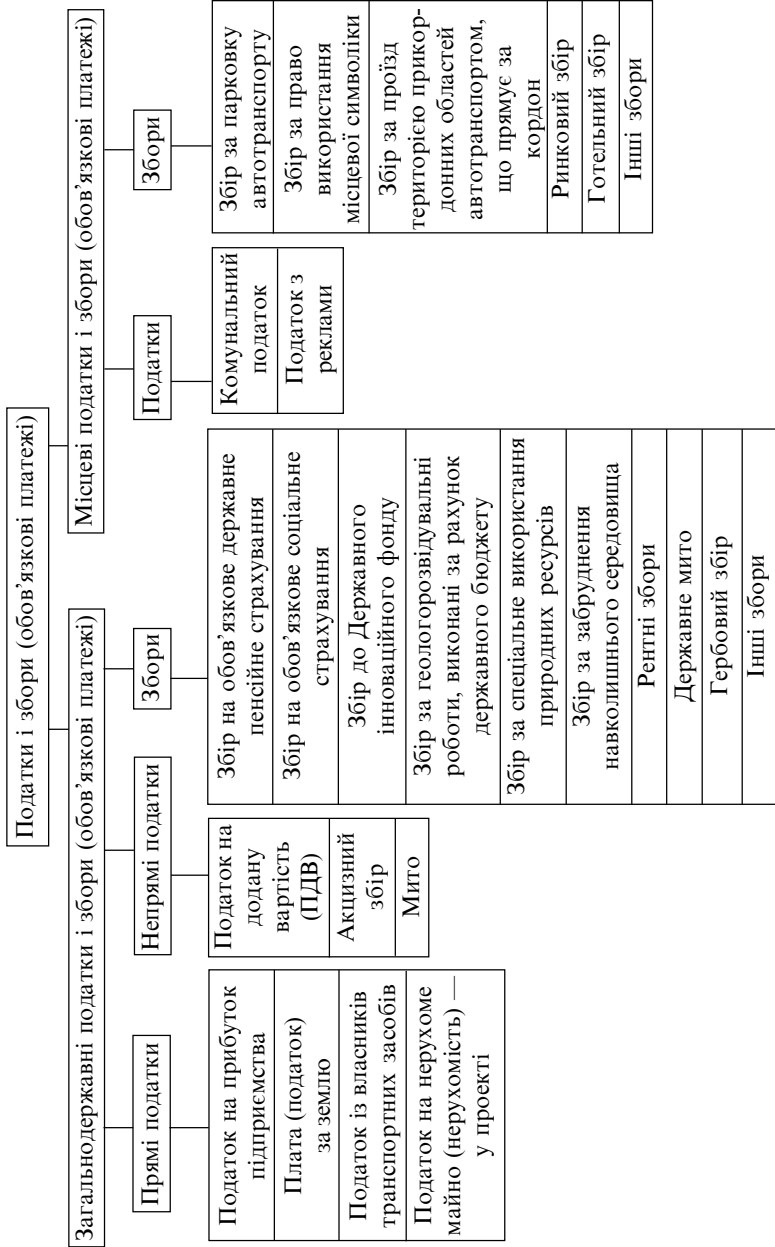 Податки і збори (обов’язкові платежі)
Загальнодержавні податки і збори (обов’язкові платежі)
Прямі податки
Податок на прибуток
підприємства
Плата (податок)
за землю
Податок із власників
транспортних засобів
Податок на нерухоме
майно (нерухомість) —
у проекті
Непрямі податки
Податок на
додану
вартість
(ПДВ)
Акцизний
збір
Мито
Збори
Збір на обов’язкове державне
пенсійне страхування
Збір на обов’язкове соціальне
страхування
Збір до Державного
інноваційного фонду
Збір за геологорозвідувальні
роботи, виконані за рахунок
державного бюджету
Збір за спеціальне використання
природних ресурсів
Збір за забруднення
навколишнього середовища
Рентні збори
Державне мито
Гербовий збір
Інші збори
Місцеві податки і збори (обов’язкові платежі)
Податки
Комунальний
податок
Податок з
реклами
Збори
Збір за парковку
автотранспорту
Збір за право
використання
місцевої символіки
Збір за проїзд
територією прикор-
донних областей
автотранспортом,
що прямує за
кордон
Ринковий збір
Готельний збір
Інші збори